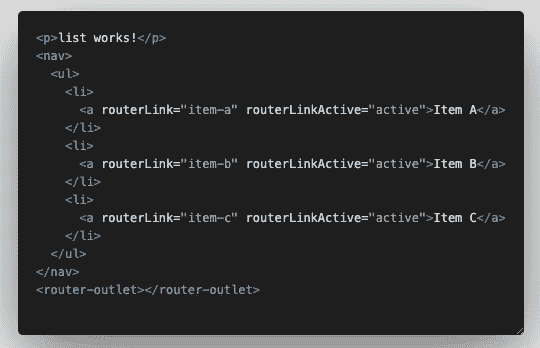 <p>list works!</p>
<nav>
  <ul>
    <li>
      <a routerLink="item-a" routerLinkActive="active">Item A</a>
    </li>
    <li>
      <a routerLink="item-b" routerLinkActive="active">Item B</a>
    </li>
    <li>
      <a routerLink="item-c" routerLinkActive="active">Item C</a>
    </li>
  </ul>
</nav>
<router-outlet></router-outlet>